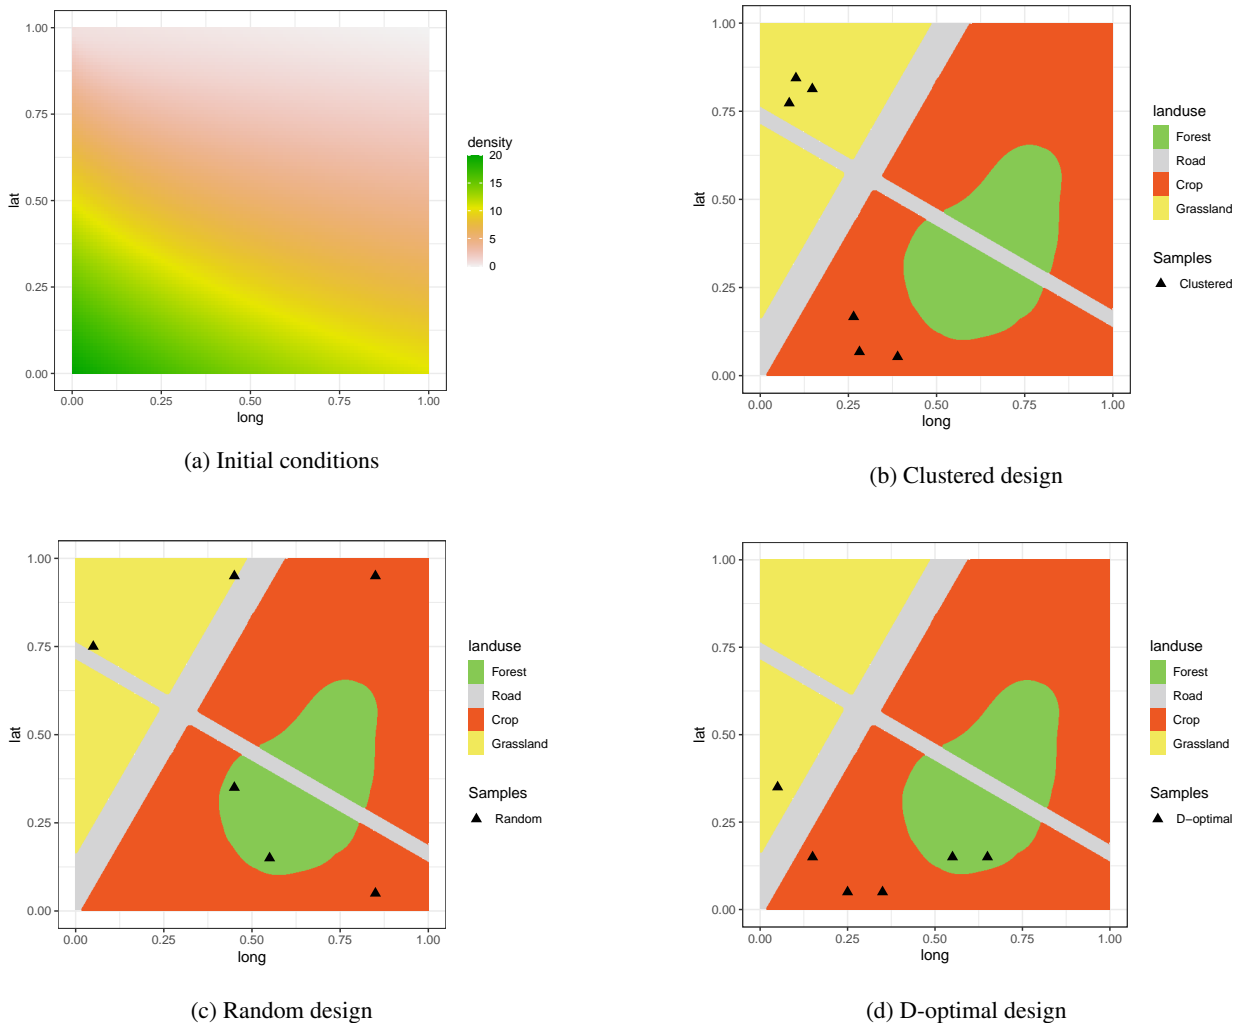 1.00
0.75
0.50
0.25
0.00
lat
0.00 0.25 0.50 0.75 1.00
long
density
20
15
10
5
0
(a) Initial conditions
1.00
0.75
0.50
0.25
0.00
lat
0.00 0.25 0.50 0.75 1.00
long
landuse
Forest
Road
Crop
Grassland
Samples
Clustered
(b) Clustered design
1.00
0.75
0.50
0.25
0.00
lat
0.00 0.25 0.50 0.75 1.00
long
landuse
Forest
Road
Crop
Grassland
Samples
Random
(c) Random design
1.00
0.75
0.50
0.25
0.00
lat
0.00 0.25 0.50 0.75 1.00
long
landuse
Forest
Road
Crop
Grassland
Samples
D−optimal
(d) D-optimal design